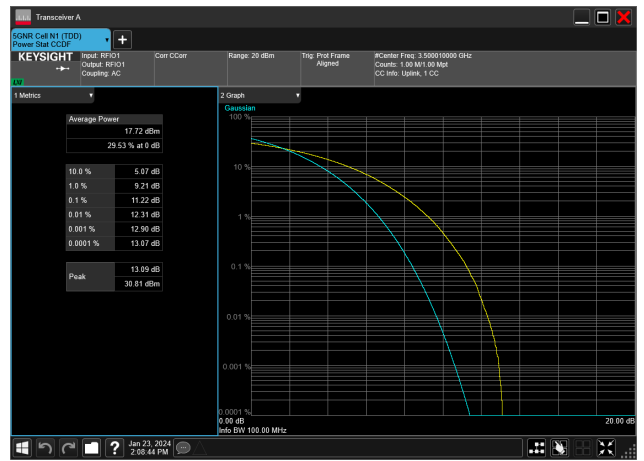 Transceiver A
5GNR Cell N1 (TDD)
Power Stat CCDF
KEYSIGHT
LXI
Input: RFIO1
Output: RFIO1
Coupling: AC
Corr CCorr
Range: 20 dBm
Trig: Prot Frame
Aligned
#Center Freq: 3.500010000 GHz
Counts: 1.00 M/1.00 Mpt
CC Info: Uplink, 1 CC
1 Metrics
Average Power
17.72 dBm
29.53 % at 0 dB
10.0 % 5.07 dB
1.0 % 9.21 dB
0.1 % 11.22 dB
0.01 % 12.31 dB
0.001 % 12.90 dB
0.0001 % 13.07 dB
Peak
13.09 dB
30.81 dBm
2 Graph
Gaussian
100 %
10 %
1 %
0.1 %
0.01 %
0.001 %
0.0001 %
0.00 dB
20.00 dB
Info BW 100.00 MHz
Jan 23, 2024
2:08:44 PM